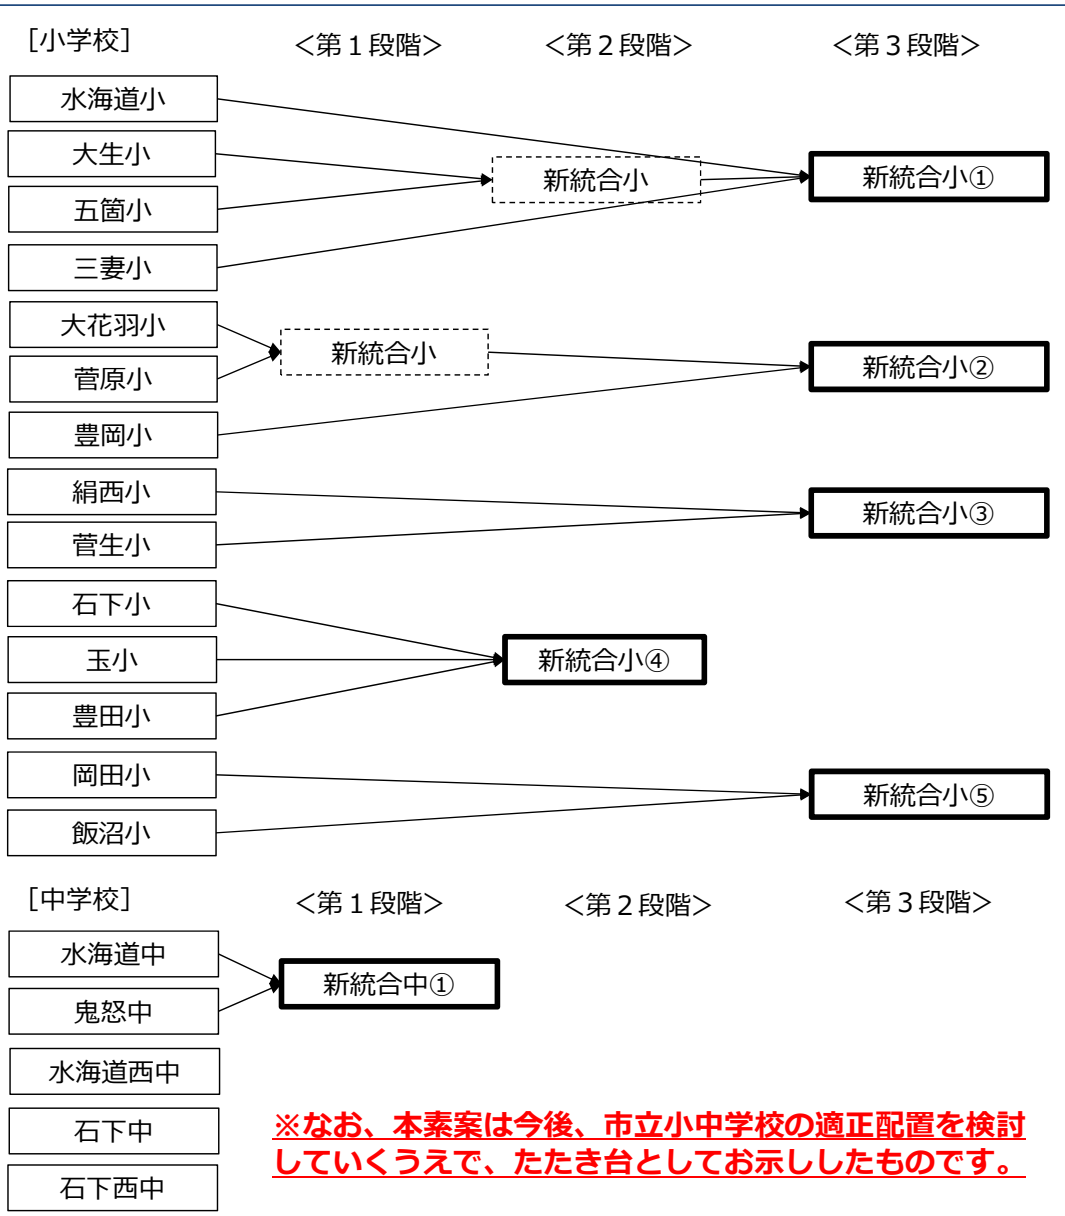 ［小学校］ ＜第１段階＞ ＜第２段階＞ ＜第３段階＞
水海道小
大生小
五箇小
三妻小
新統合小
新統合小①
大花羽小
菅原小
豊岡小
新統合小
新統合小②
絹西小
菅生小
新統合小③
石下小
玉小
豊田小
新統合小④
岡田小
飯沼小
新統合小⑤
［中学校］ ＜第１段階＞ ＜第２段階＞ ＜第３段階＞
水海道中
鬼怒中
新統合中①
水海道西中
石下中
石下西中
※なお、本素案は今後、市立小中学校の適正配置を検討
していくうえで、たたき台としてお示ししたものです。